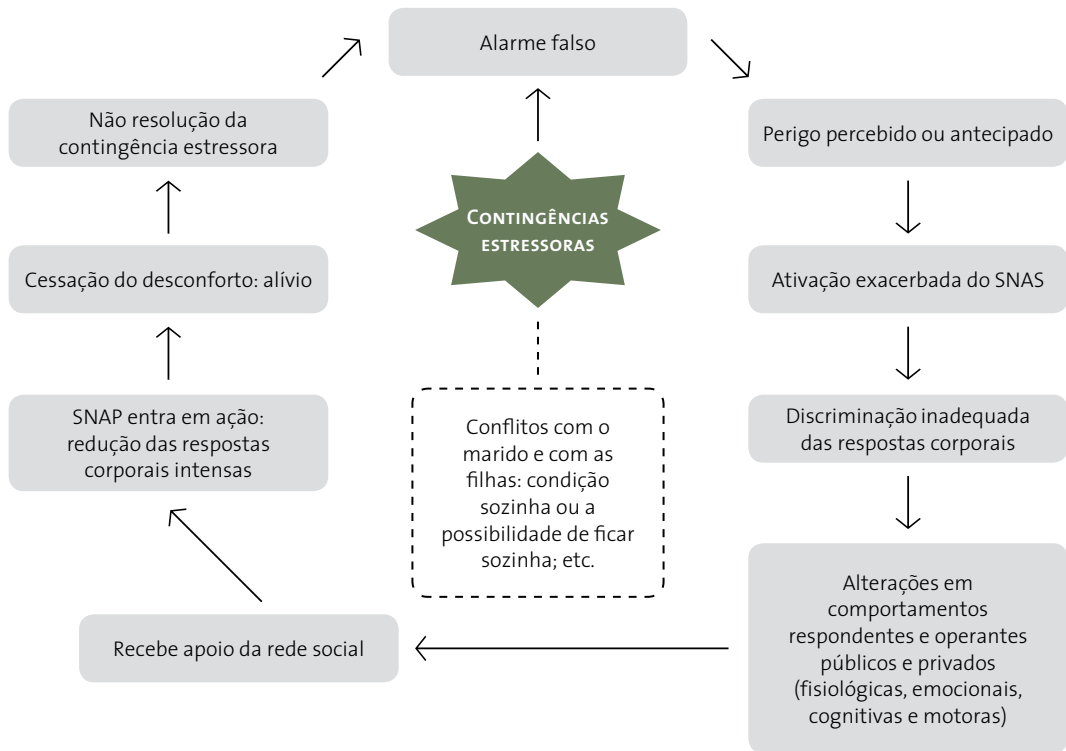 Alarme falso
Não resolução da
contingência estressora
Perigo percebido ou antecipado
Contingências
estressoras
Cessação do desconforto: alívio
Ativação exacerbada do SNAS
SNAP entra em ação:
redução das respostas
corporais intensas
Conflitos com o
marido e com as
filhas: condição
sozinha ou a
possibilidade de ficar
sozinha; etc.
Discriminação inadequada
das respostas corporais
Recebe apoio da rede social
Alterações em
comportamentos
respondentes e operantes
públicos e privados
(fisiológicas, emocionais,
cognitivas e motoras)